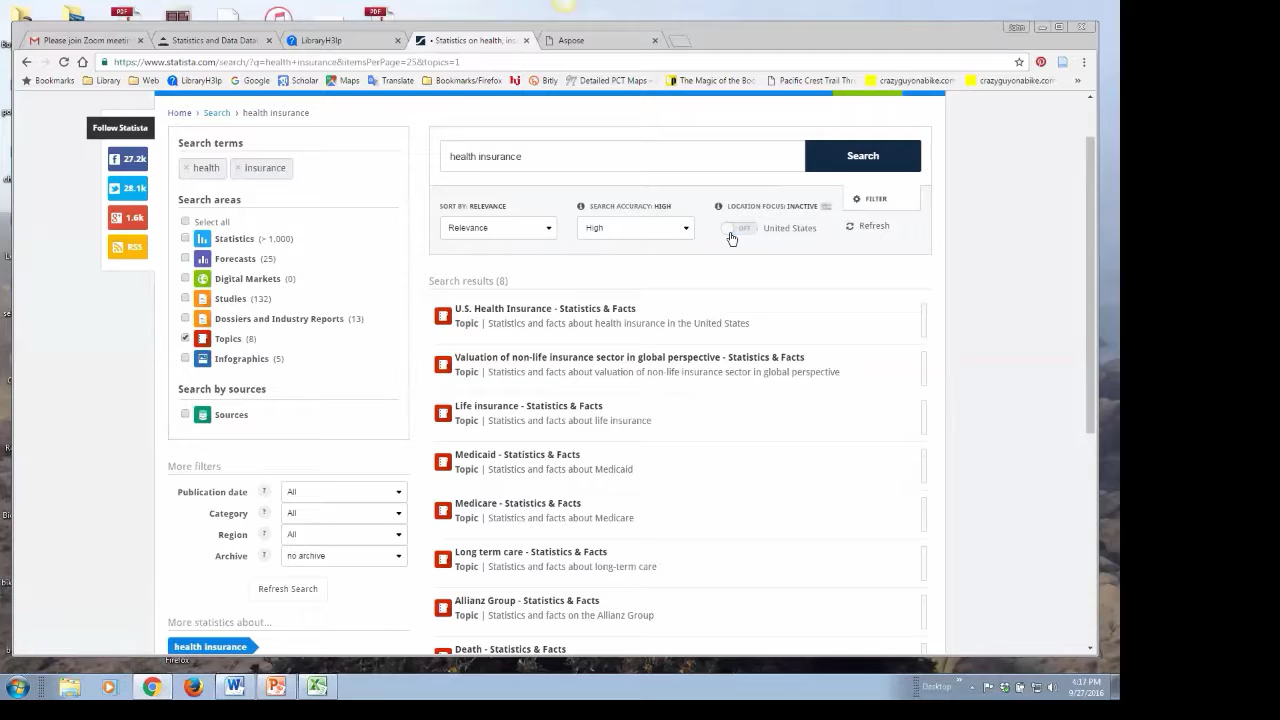 PDF
PDF
John
Please join Zoom meetin
Statistics and Data Datab
LibraryH3lp
• Statistics on health, ins
Aspose
https://www.statista.com/search/?q=health+insurance&itemsPerPage=25&topics=1
Bookmarks
Library
Web
LibraryH3lp
Google
Scholar
Maps
Translate
Bookmarks/Firefox
Bitly
Detailed PCT Maps -
The Magic of the Boo
Pacific Crest Trail Thr
crazyguyonabike.com
crazyguyonabike.com
Home › Search › health insurance
Follow Statista
27.2k
28.1k
1.6k
RSS
Search terms
× health × insurance
Search areas
Select all
Statistics (> 1,000)
Forecasts (25)
Digital Markets (0)
Studies (132)
Dossiers and Industry Reports (13)
Topics (8)
Infographics (5)
Search by sources
Sources
More filters
Publication date ? All
Category ? All
Region ? All
Archive ? no archive
Refresh Search
More statistics about...
health insurance
health insurance
Search
SORT BY: RELEVANCE
SEARCH ACCURACY: HIGH
LOCATION FOCUS: INACTIVE
FILTER
Relevance
High
OFF United States
Refresh
Search results (8)
U.S. Health Insurance - Statistics & Facts
Topic | Statistics and facts about health insurance in the United States
Valuation of non-life insurance sector in global perspective - Statistics & Facts
Topic | Statistics and facts about valuation of non-life insurance sector in global perspective
Life insurance - Statistics & Facts
Topic | Statistics and facts about life insurance
Medicaid - Statistics & Facts
Topic | Statistics and facts about Medicaid
Medicare - Statistics & Facts
Topic | Statistics and facts about Medicare
Long term care - Statistics & Facts
Topic | Statistics and facts about long-term care
Allianz Group - Statistics & Facts
Topic | Statistics and facts on the Allianz Group
Death - Statistics & Facts
Firefox
Desktop
4:17 PM
9/27/2016